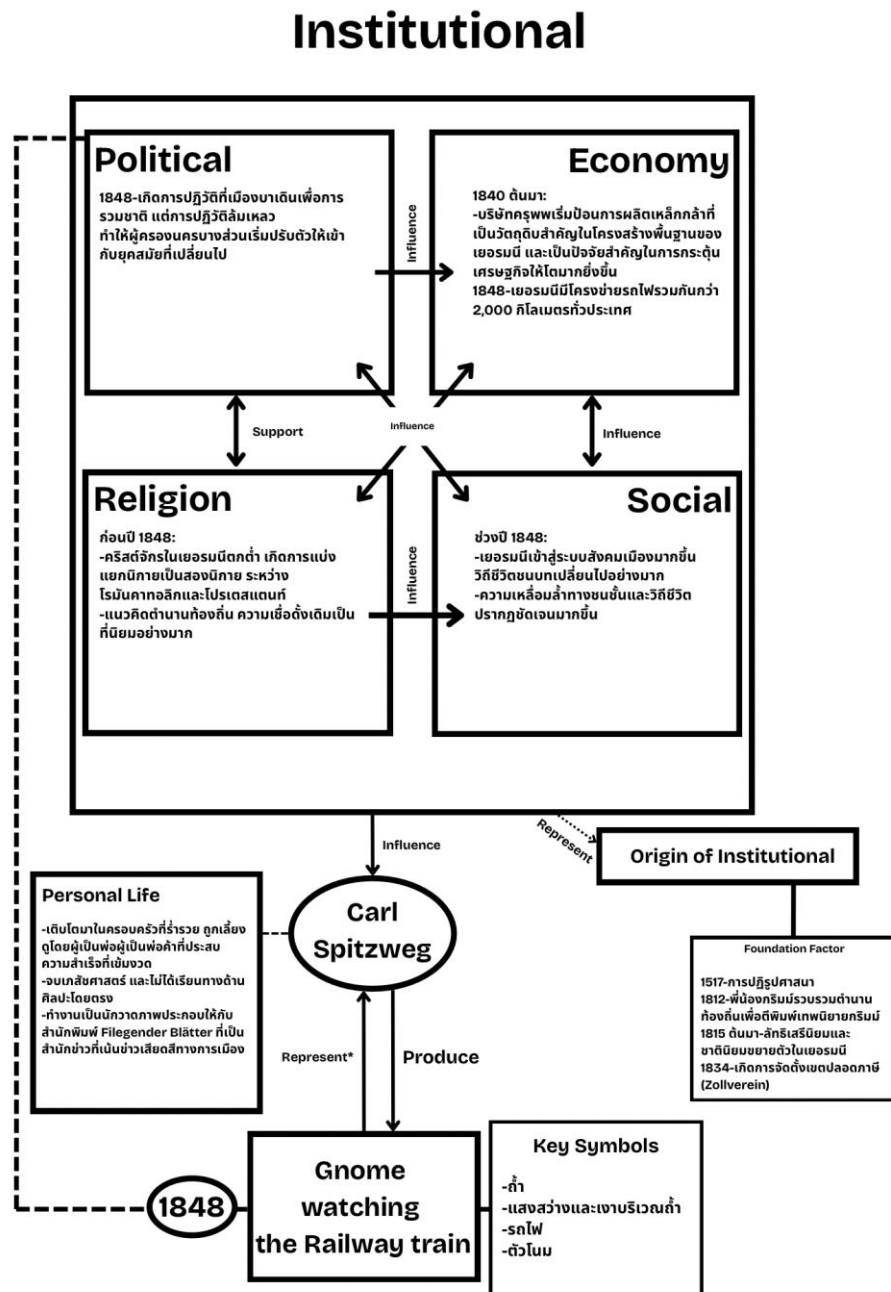 Institutional
Political
1848-เกิดการปฏิวัติที่เมืองบาเดินเพื่อการ
รวมชาติ แต่การปฏิวัติล้มเหลว
ทำให้ผู้ครองนครบางส่วนเริ่มปรับตัวให้เข้า
กับยุคสมัยที่เปลี่ยนไป
Influence
Economy
1840 ต้นมา:
-บริษัทครุพพเริ่มป้อนการผลิตเหล็กกล้าที่
เป็นวัตถุดิบสำคัญในโครงสร้างพื้นฐานของ
เยอรมนี และเป็นปัจจัยสำคัญในการกระตุ้น
เศรษฐกิจให้โตมากยิ่งขึ้น
1848-เยอรมนีมีโครงข่ายรถไฟรวมกันกว่า
2,000 กิโลเมตรทั่วประเทศ
Support
Influence
Influence
Religion
ก่อนปี 1848:
-คริสต์จักรในเยอรมนีตกต่ำ เกิดการแบ่ง
แยกนิกายเป็นสองนิกาย ระหว่าง
โรมันคาทอลิกและโปรเตสแตนท์
-แนวคิดตำนานท้องถิ่น ความเชื่อดั้งเดิมเป็น
ที่นิยมอย่างมาก
Influence
Social
ช่วงปี 1848:
-เยอรมนีเข้าสู่ระบบสังคมเมืองมากขึ้น
วิถีชีวิตชนบทเปลี่ยนไปอย่างมาก
-ความเหลื่อมล้ำทางชนชั้นและวิถีชีวิต
ปรากฏชัดเจนมากขึ้น
Influence
Represent
Origin of Institutional
Personal Life
-เติบโตมาในครอบครัวที่ร่ำรวย ถูกเลี้ยง
ดูโดยผู้เป็นพ่อผู้เป็นพ่อค้าที่ประสบ
ความสำเร็จที่เข้มงวด
-จบเภสัชศาสตร์ และไม่ได้เรียนทางด้าน
ศิลปะโดยตรง
-ทำงานเป็นนักวาดภาพประกอบให้กับ
สำนักพิมพ์ Filegender Blätter ที่เป็น
สำนักข่าวที่เน้นข่าวเสียดสีทางการเมือง
Carl
Spitzweg
Foundation Factor
1517-การปฏิรูปศาสนา
1812-พี่น้องกริมม์รวบรวมตำนาน
ท้องถิ่นเพื่อตีพิมพ์เทพนิยายกริมม์
1815 ต้นมา-ลัทธิเสรีนิยมและ
ชาตินิยมขยายตัวในเยอรมนี
1834-เกิดการจัดตั้งเขตปลอดภาษี
(Zollverein)
Represent*
Produce
1848
Gnome
watching
the Railway train
Key Symbols
-ถ้ำ
-แสงสว่างและเงาบริเวณถ้ำ
-รถไฟ
-ตัวโนม